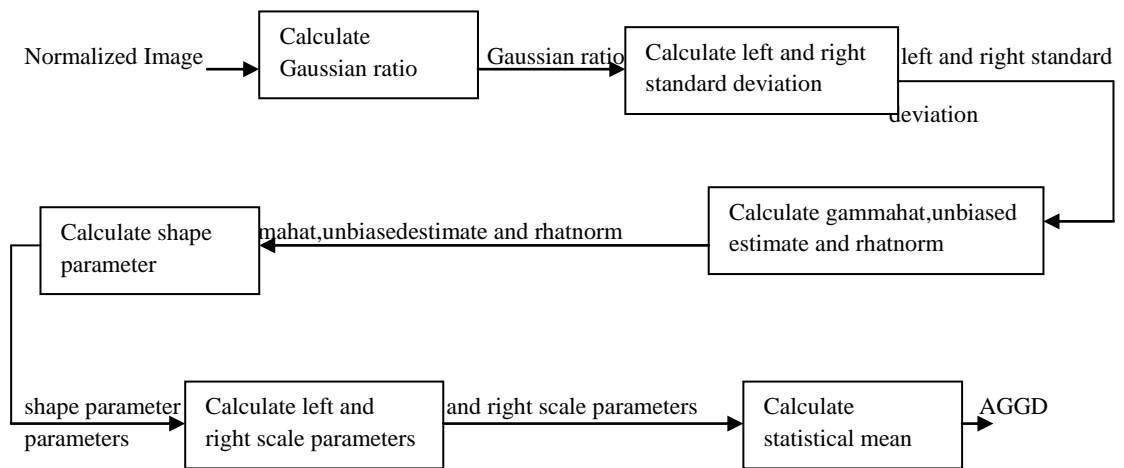 Normalized Image
Calculate
Gaussian ratio
Gaussian ratio
Calculate left and right
standard deviation
left and right standard
deviation
Calculate gammahat,unbiased
estimate and rhatnorm
mahat,unbiasedestimate and rhatnorm
Calculate shape
parameter
shape parameter
parameters
Calculate left and
right scale parameters
and right scale parameters
Calculate
statistical mean
AGGD